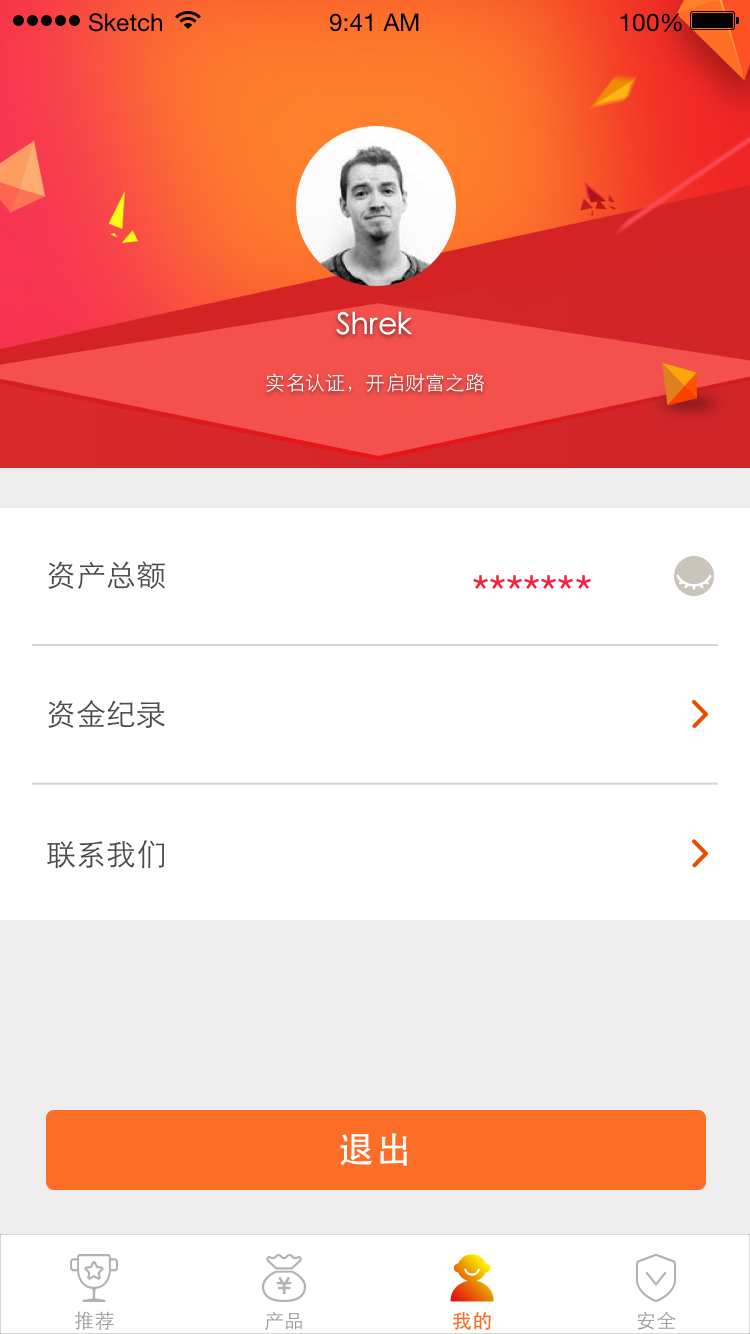 Sketch 9:41 AM 100%
Shrek
实名认证，开启财富之路
资产总额 *******
资金纪录
联系我们
退出
推荐 产品 我的 安全